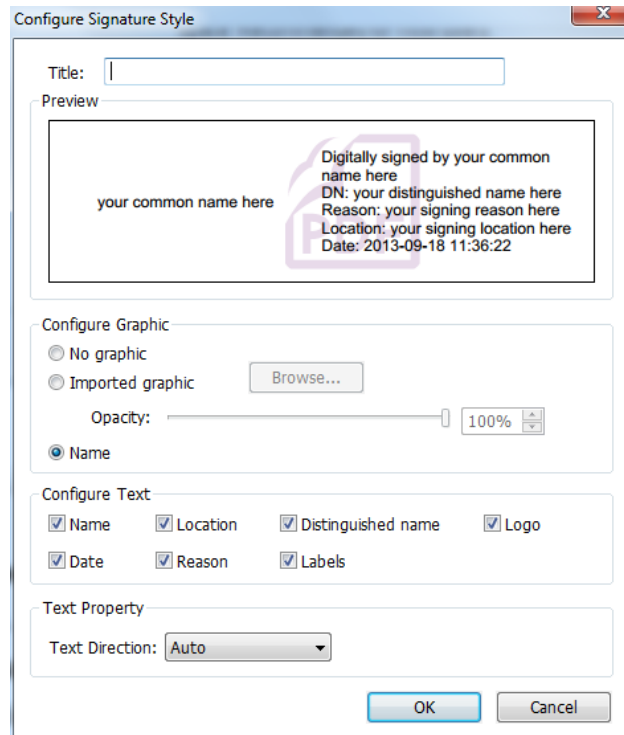 Configure Signature Style
Title:
Preview
your common name here
Digitally signed by your common
name here
DN: your distinguished name here
Reason: your signing reason here
Location: your signing location here
Date: 2013-09-18 11:36:22
PDF
Configure Graphic
No graphic
Imported graphic
Browse...
Opacity:
100%
Name
Configure Text
Name
Location
Distinguished name
Logo
Date
Reason
Labels
Text Property
Text Direction:
Auto
OK
Cancel